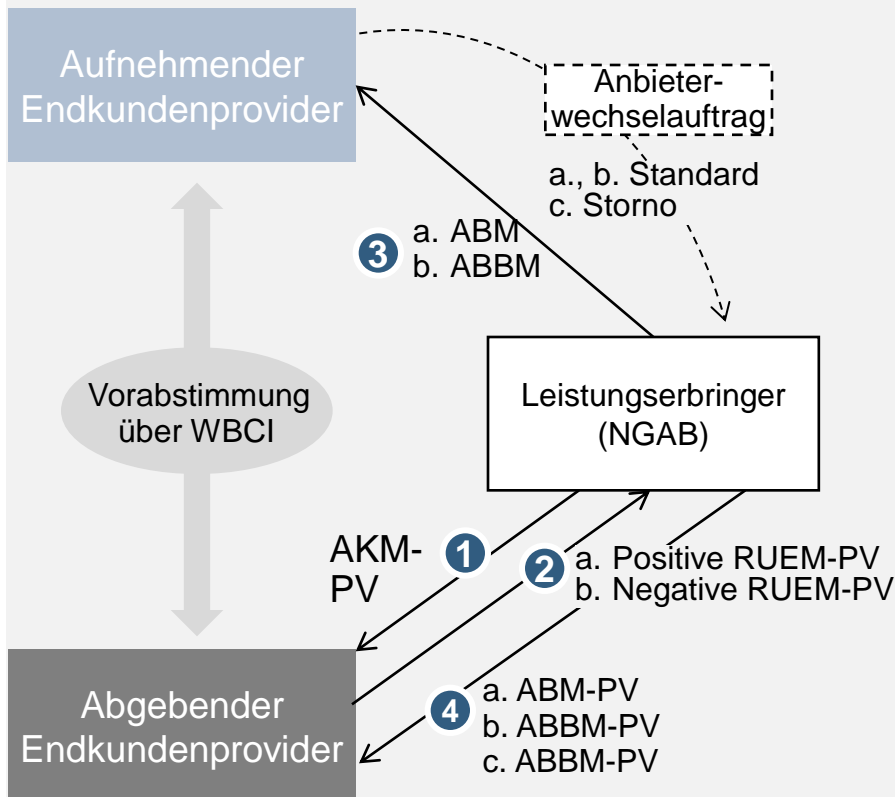 Aufnehmender
Endkundenprovider
Anbieter-
wechselauftrag
a., b. Standard
c. Storno
3
a. ABM
b. ABBM
Vorabstimmung
über WBCI
Leistungserbringer
(NGAB)
AKM-
PV
1
2
a. Positive RUEM-PV
b. Negative RUEM-PV
Abgebender
Endkundenprovider
4
a. ABM-PV
b. ABBM-PV
c. ABBM-PV